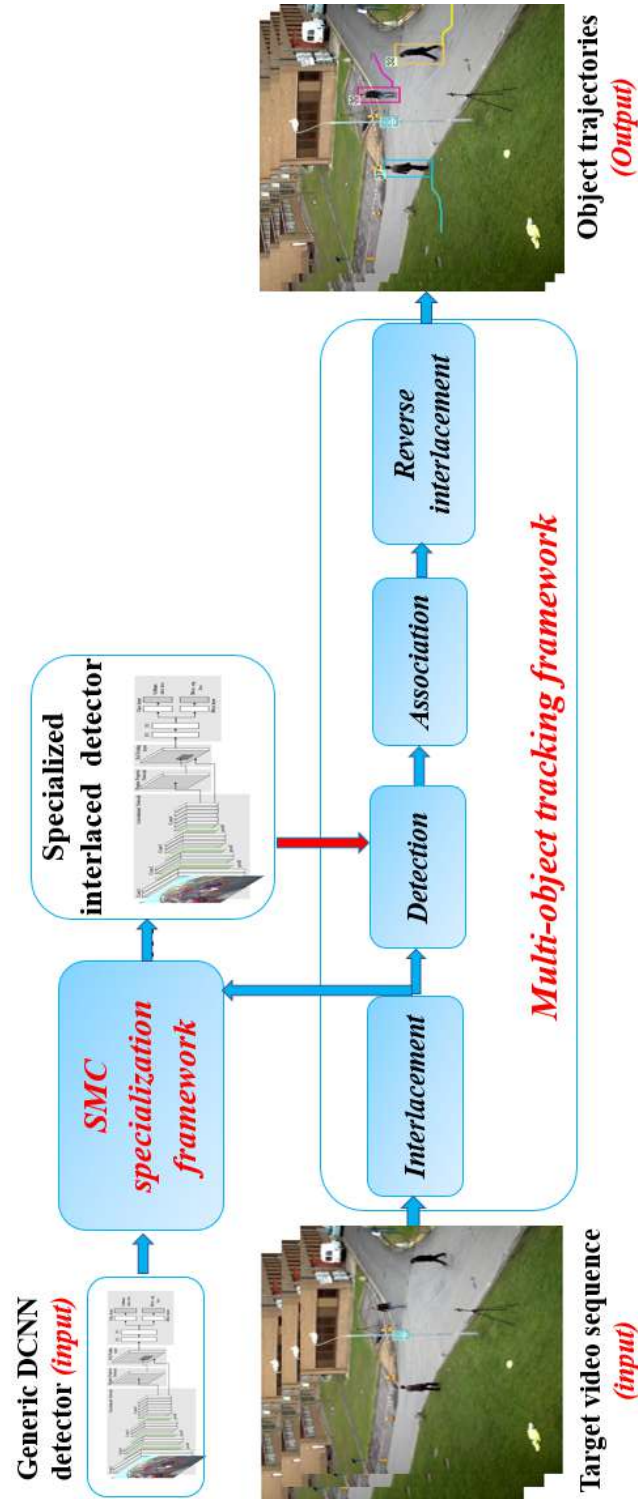 Generic DCNN
detector (input)
SMC
specialization
framework
Specialized
interlaced detector
Target video sequence
(input)
Interlacement
Detection
Association
Reverse
interlacement
Multi-object tracking framework
Object trajectories
(Output)